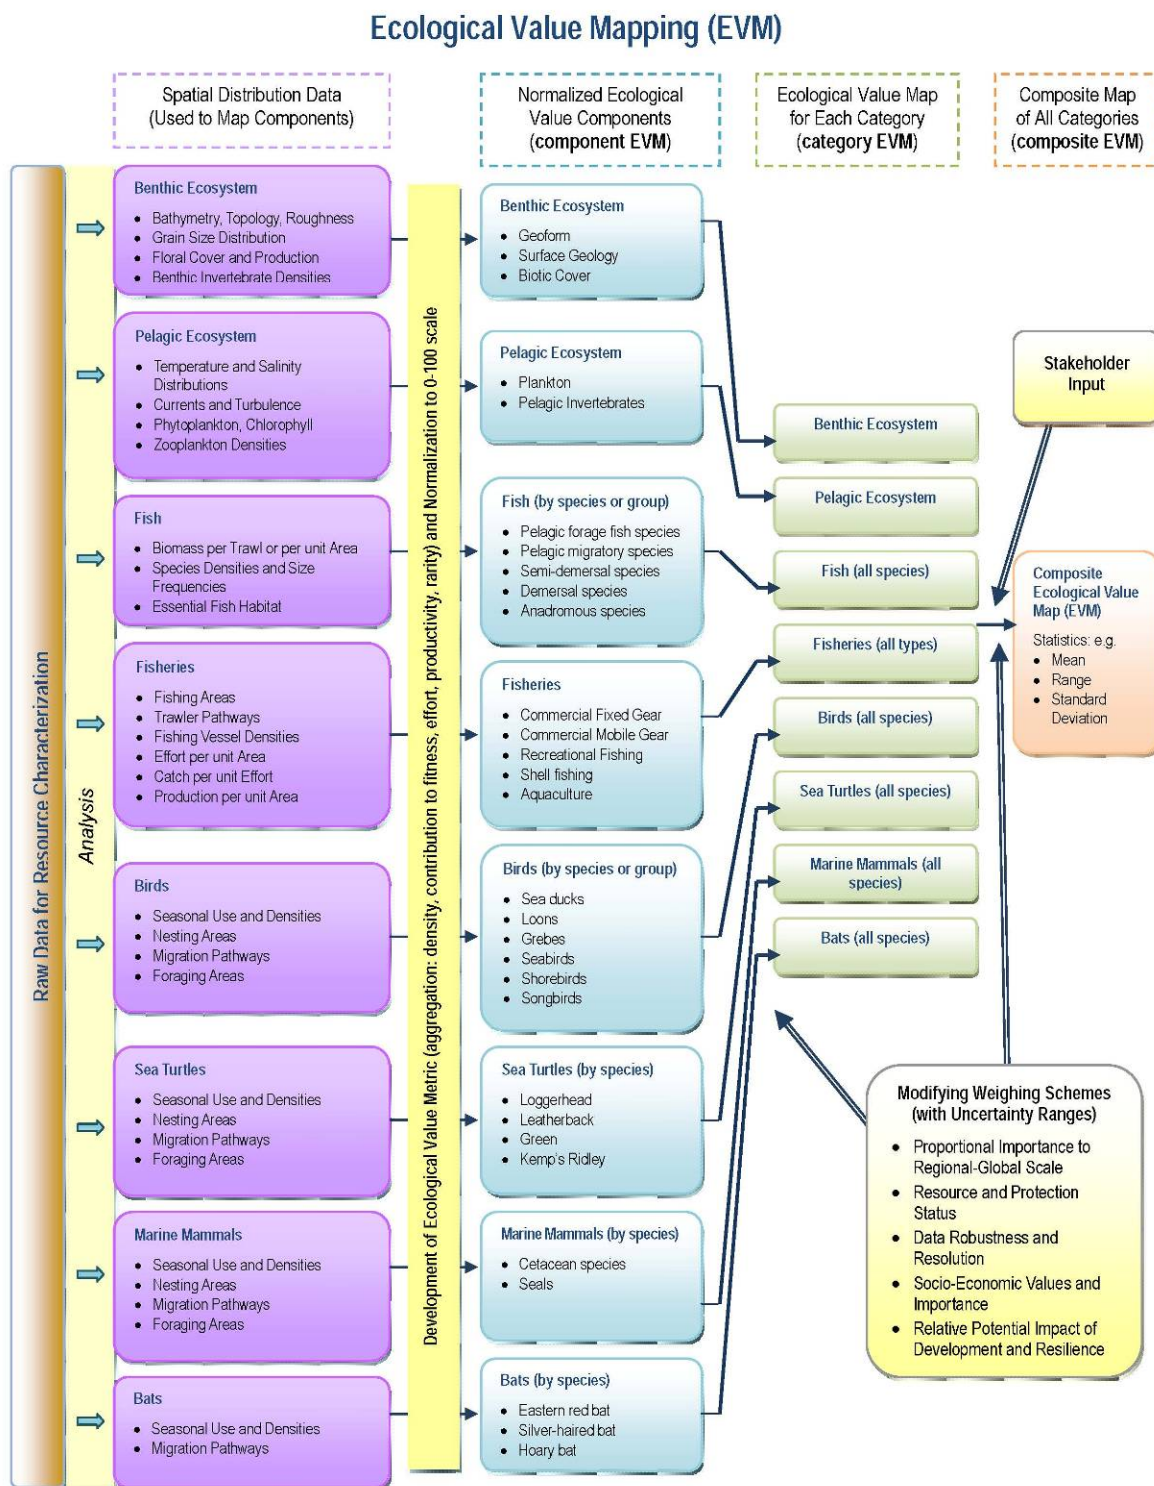 Ecological Value Mapping (EVM)
Spatial Distribution Data
(Used to Map Components)
Normalized Ecological
Value Components
(component EVM)
Ecological Value Map
for Each Category
(category EVM)
Composite Map
of All Categories
(composite EVM)
Raw Data for Resource Characterization
Analysis
Benthic Ecosystem
• Bathymetry, Topology, Roughness
• Grain Size Distribution
• Floral Cover and Production
• Benthic Invertebrate Densities
Pelagic Ecosystem
• Temperature and Salinity
Distributions
• Currents and Turbulence
• Phytoplankton, Chlorophyll
• Zooplankton Densities
Fish
• Biomass per Trawl or per unit Area
• Species Densities and Size
Frequencies
• Essential Fish Habitat
Fisheries
• Fishing Areas
• Trawler Pathways
• Fishing Vessel Densities
• Effort per unit Area
• Catch per unit Effort
• Production per unit Area
Birds
• Seasonal Use and Densities
• Nesting Areas
• Migration Pathways
• Foraging Areas
Sea Turtles
• Seasonal Use and Densities
• Nesting Areas
• Migration Pathways
• Foraging Areas
Marine Mammals
• Seasonal Use and Densities
• Nesting Areas
• Migration Pathways
• Foraging Areas
Bats
• Seasonal Use and Densities
• Migration Pathways
Development of Ecological Value Metric (aggregation: density, contribution to fitness, effort, productivity, rarity) and Normalization to 0-100 scale
Benthic Ecosystem
• Geoform
• Surface Geology
• Biotic Cover
Pelagic Ecosystem
• Plankton
• Pelagic Invertebrates
Fish (by species or group)
• Pelagic forage fish species
• Pelagic migratory species
• Semi-demersal species
• Demersal species
• Anadromous species
Fisheries
• Commercial Fixed Gear
• Commercial Mobile Gear
• Recreational Fishing
• Shell fishing
• Aquaculture
Birds (by species or group)
• Sea ducks
• Loons
• Grebes
• Seabirds
• Shorebirds
• Songbirds
Sea Turtles (by species)
• Loggerhead
• Leatherback
• Green
• Kemp's Ridley
Marine Mammals (by species)
• Cetacean species
• Seals
Bats (by species)
• Eastern red bat
• Silver-haired bat
• Hoary bat
Benthic Ecosystem
Pelagic Ecosystem
Fish (all species)
Fisheries (all types)
Birds (all species)
Sea Turtles (all species)
Marine Mammals (all
species)
Bats (all species)
Stakeholder
Input
Composite
Ecological Value
Map (EVM)
Statistics: e.g.
• Mean
• Range
• Standard
Deviation
Modifying Weighing Schemes
(with Uncertainty Ranges)
• Proportional Importance to
Regional-Global Scale
• Resource and Protection
Status
• Data Robustness and
Resolution
• Socio-Economic Values and
Importance
• Relative Potential Impact of
Development and Resilience